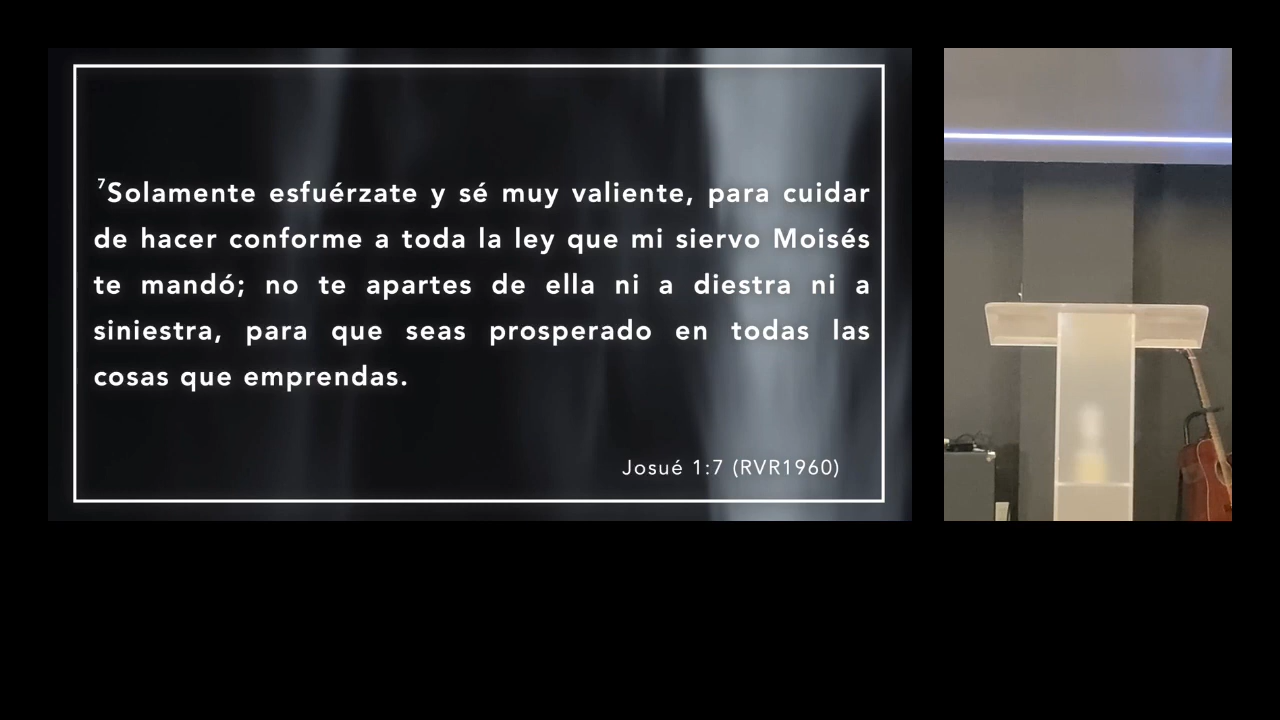 ⁷Solamente esfuérzate y sé muy valiente, para cuidar
de hacer conforme a toda la ley que mi siervo Moisés
te mandó; no te apartes de ella ni a diestra ni a
siniestra, para que seas prosperado en todas las
cosas que emprendas.
Josué 1:7 (RVR1960)